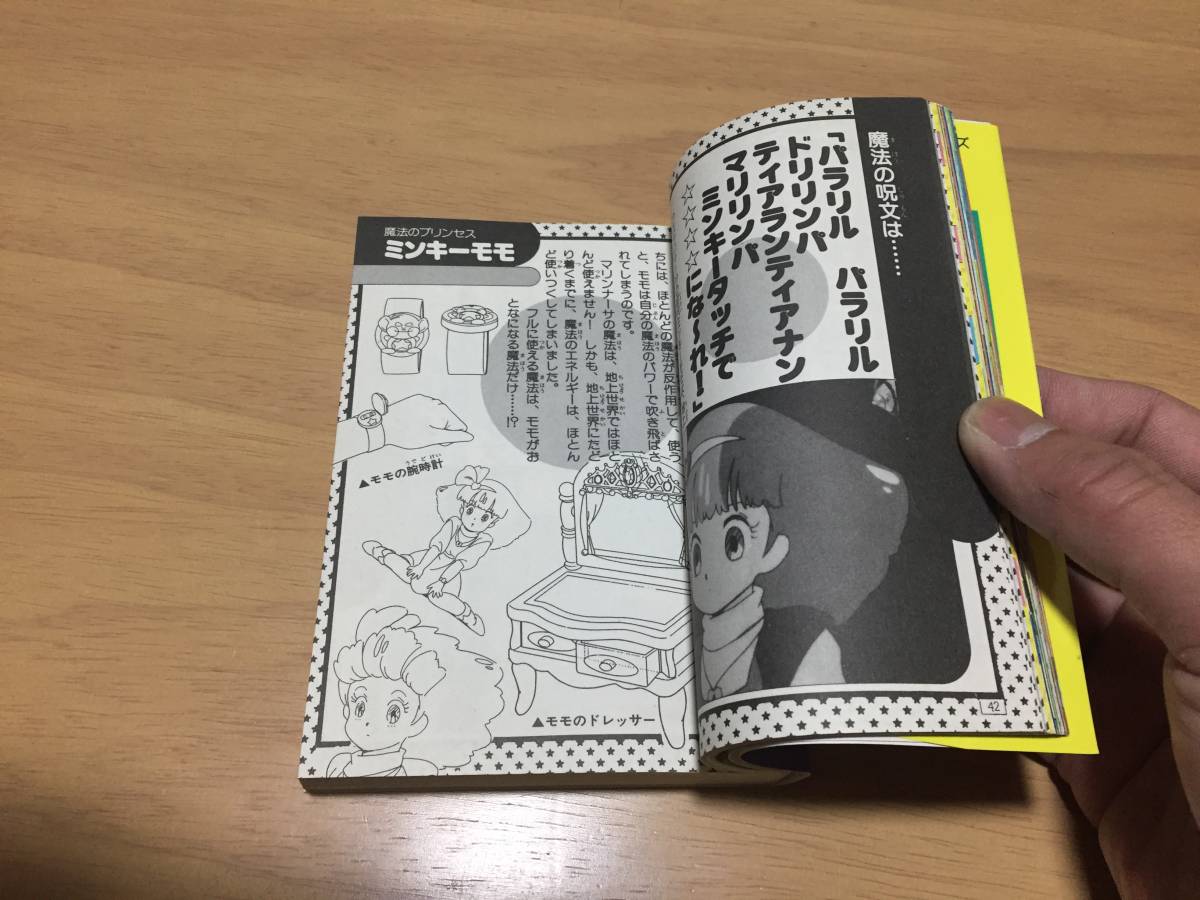 魔法の呪文は……
「パラリル　パラリル
ドリリンパ
ティアランティアナン
マリリンパ
ミンキータッチで
☆☆☆☆にな～れ！」
42
ズ
魔法のプリンセス
ミンキーモモ
ちには、ほとんどの魔法が反作用して、使う
と、モモは自分の魔法のパワーで吹き飛ばさ
れてしまうのです。
マリンナーサの魔法は、地上世界ではほと
んど使えません！しかも、地上世界にたど
り着くまでに、魔法のエネルギーは、ほとん
ど使いつくしてしまいました。
フルに使える魔法は、モモがお
となになる魔法だけ……!?
▲モモの腕時計
▲モモのドレッサー